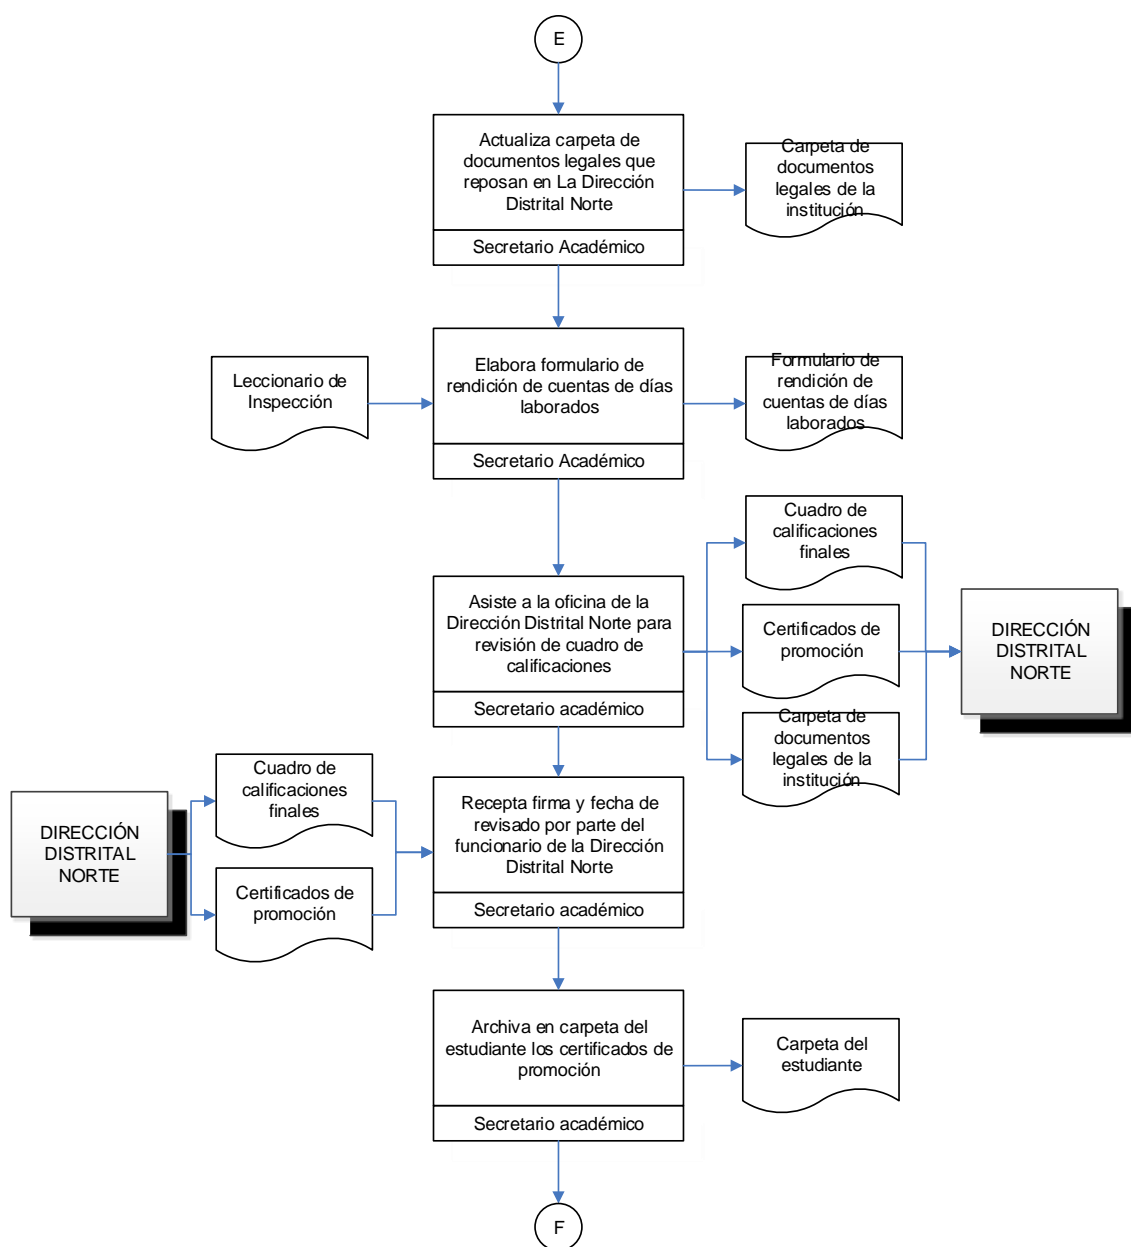 E
Actualiza carpeta de
documentos legales que
reposan en La Dirección
Distrital Norte
Secretario Académico
Carpeta de
documentos
legales de la
institución
Leccionario de
Inspección
Elabora formulario de
rendición de cuentas de días
laborados
Secretario Académico
Formulario de
rendición de
cuentas de días
laborados
Asiste a la oficina de la
Dirección Distrital Norte para
revisión de cuadro de
calificaciones
Secretario académico
Cuadro de
calificaciones
finales
Certificados de
promoción
Carpeta de
documentos
legales de la
institución
DIRECCIÓN
DISTRITAL
NORTE
DIRECCIÓN
DISTRITAL
NORTE
Cuadro de
calificaciones
finales
Certificados de
promoción
Recepta firma y fecha de
revisado por parte del
funcionario de la Dirección
Distrital Norte
Secretario académico
Archiva en carpeta del
estudiante los certificados de
promoción
Secretario académico
Carpeta del
estudiante
F